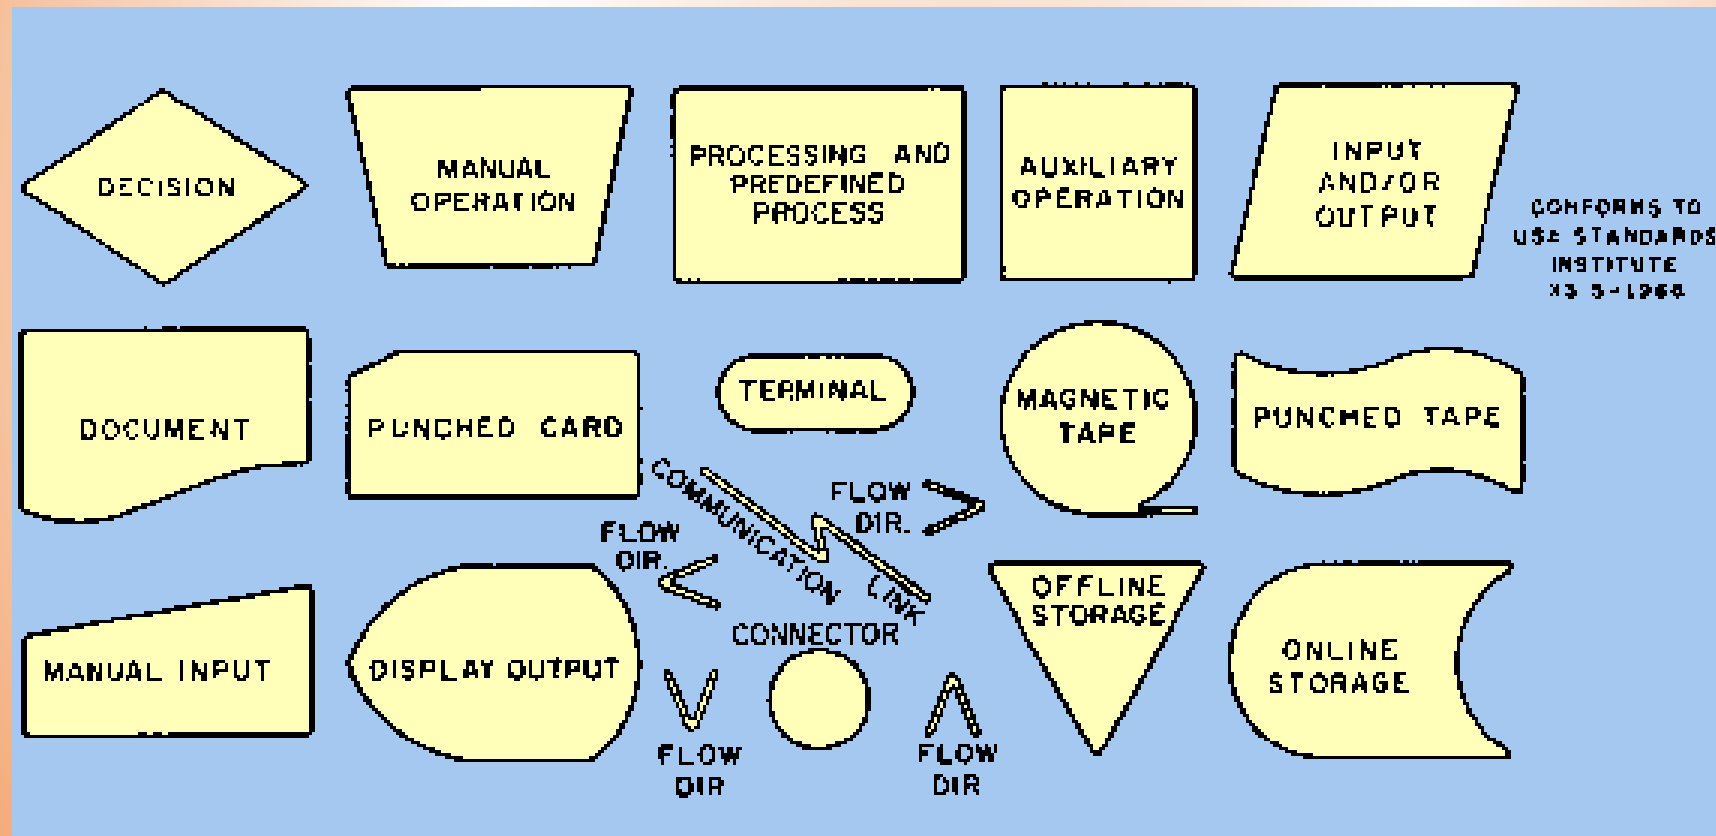 DECISION
MANUAL
OPERATION
PROCESSING AND
PREDEFINED
PROCESS
AUXILIARY
OPERATION
INPUT
AND/OR
OUTPUT
CONFORMS TO
USA STANDARDS
INSTITUTE
DOCUMENT
PUNCHED CARD
TERMINAL
MAGNETIC
TAPE
PUNCHED TAPE
COMMUNICATION LINK
FLOW
DIR.
FLOW
DIR.
MANUAL INPUT
DISPLAY OUTPUT
CONNECTOR
FLOW
DIR
FLOW
DIR
OFFLINE
STORAGE
ONLINE
STORAGE